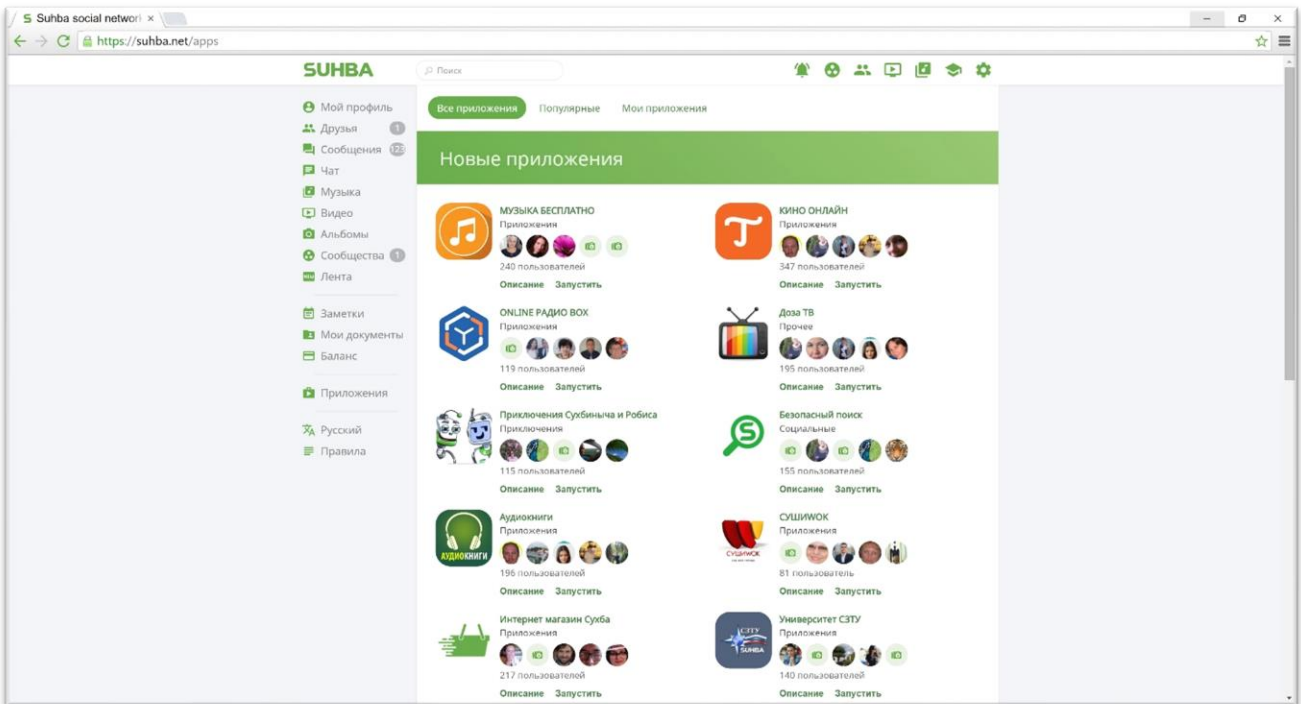 Suhba social networ
https://suhba.net/apps
SUHBA
Поиск
Мой профиль
Друзья 1
Сообщения 123
Чат
Музыка
Видео
Альбомы
Сообщества 1
Лента
Заметки
Мои документы
Баланс
Приложения
Русский
Правила
Все приложения Популярные Мои приложения
Новые приложения
МУЗЫКА БЕСПЛАТНО
Приложения
240 пользователей
Описание Запустить
КИНО ОНЛАЙН
Приложения
347 пользователей
Описание Запустить
ONLINE РАДИО BOX
Приложения
119 пользователей
Описание Запустить
Доза ТВ
Прочее
195 пользователей
Описание Запустить
Приключения Сухбиныча и Робиса
Приключения
115 пользователей
Описание Запустить
Безопасный поиск
Социальные
155 пользователей
Описание Запустить
АУДИОКНИГИ
Аудиокниги
Приложения
196 пользователей
Описание Запустить
СУШИWOK
СУШИWOK
Приложения
81 пользователь
Описание Запустить
Интернет магазин Сухба
Приложения
217 пользователей
Описание Запустить
СЗТУ
SUHBA
Университет СЗТУ
Приложения
140 пользователей
Описание Запустить